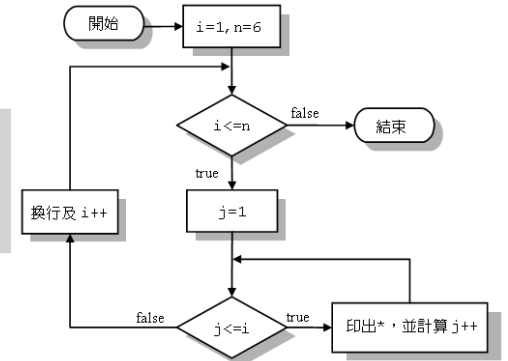 開始
i=1,n=6
i<=n
false
結束
true
換行及 i++
j=1
false
j<=i
true
印出*，並計算 j++